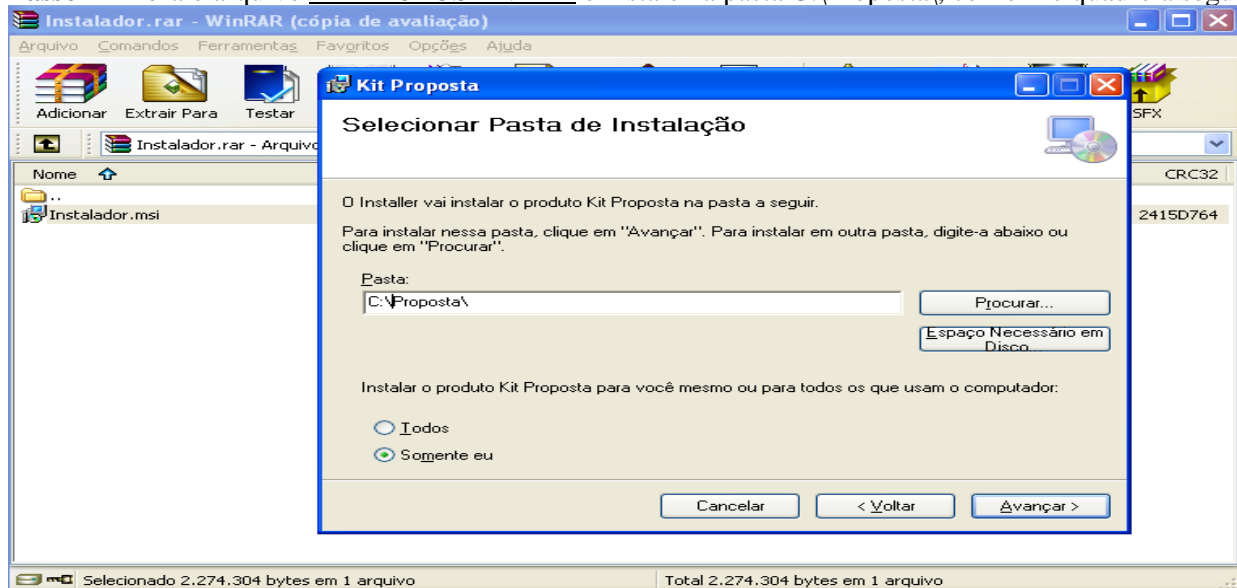 Instalador.rar - WinRAR (cópia de avaliação)
Arquivo Comandos Ferramentas Favoritos Opções Ajuda
Adicionar Extrair Para Testar SFX
Instalador.rar - Arquivo
Nome CRC32
..
Instalador.msi 2415D764
Kit Proposta
Selecionar Pasta de Instalação
O Installer vai instalar o produto Kit Proposta na pasta a seguir.
Para instalar nessa pasta, clique em "Avançar". Para instalar em outra pasta, digite-a abaixo ou
clique em "Procurar".
Pasta:
C:\Proposta\
Procurar...
Espaço Necessário em
Disco...
Instalar o produto Kit Proposta para você mesmo ou para todos os que usam o computador:
Todos
Somente eu
Cancelar < Voltar Avançar >
Selecionado 2.274.304 bytes em 1 arquivo Total 2.274.304 bytes em 1 arquivo